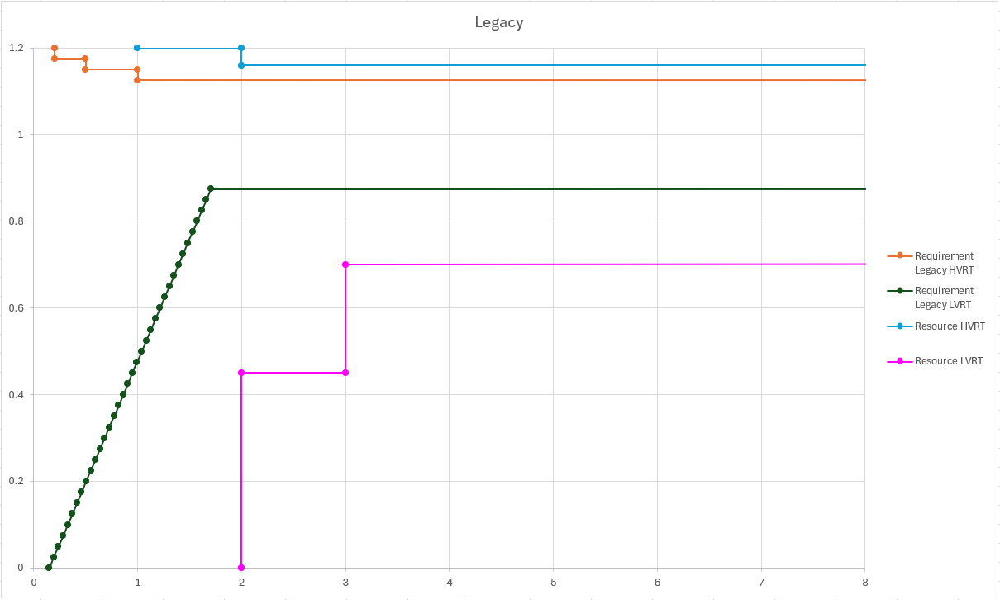 Legacy
1.2
1
0.8
0.6
0.4
0.2
0
0 1 2 3 4 5 6 7 8
Requirement
Legacy HVRT
Requirement
Legacy LVRT
Resource HVRT
Resource LVRT